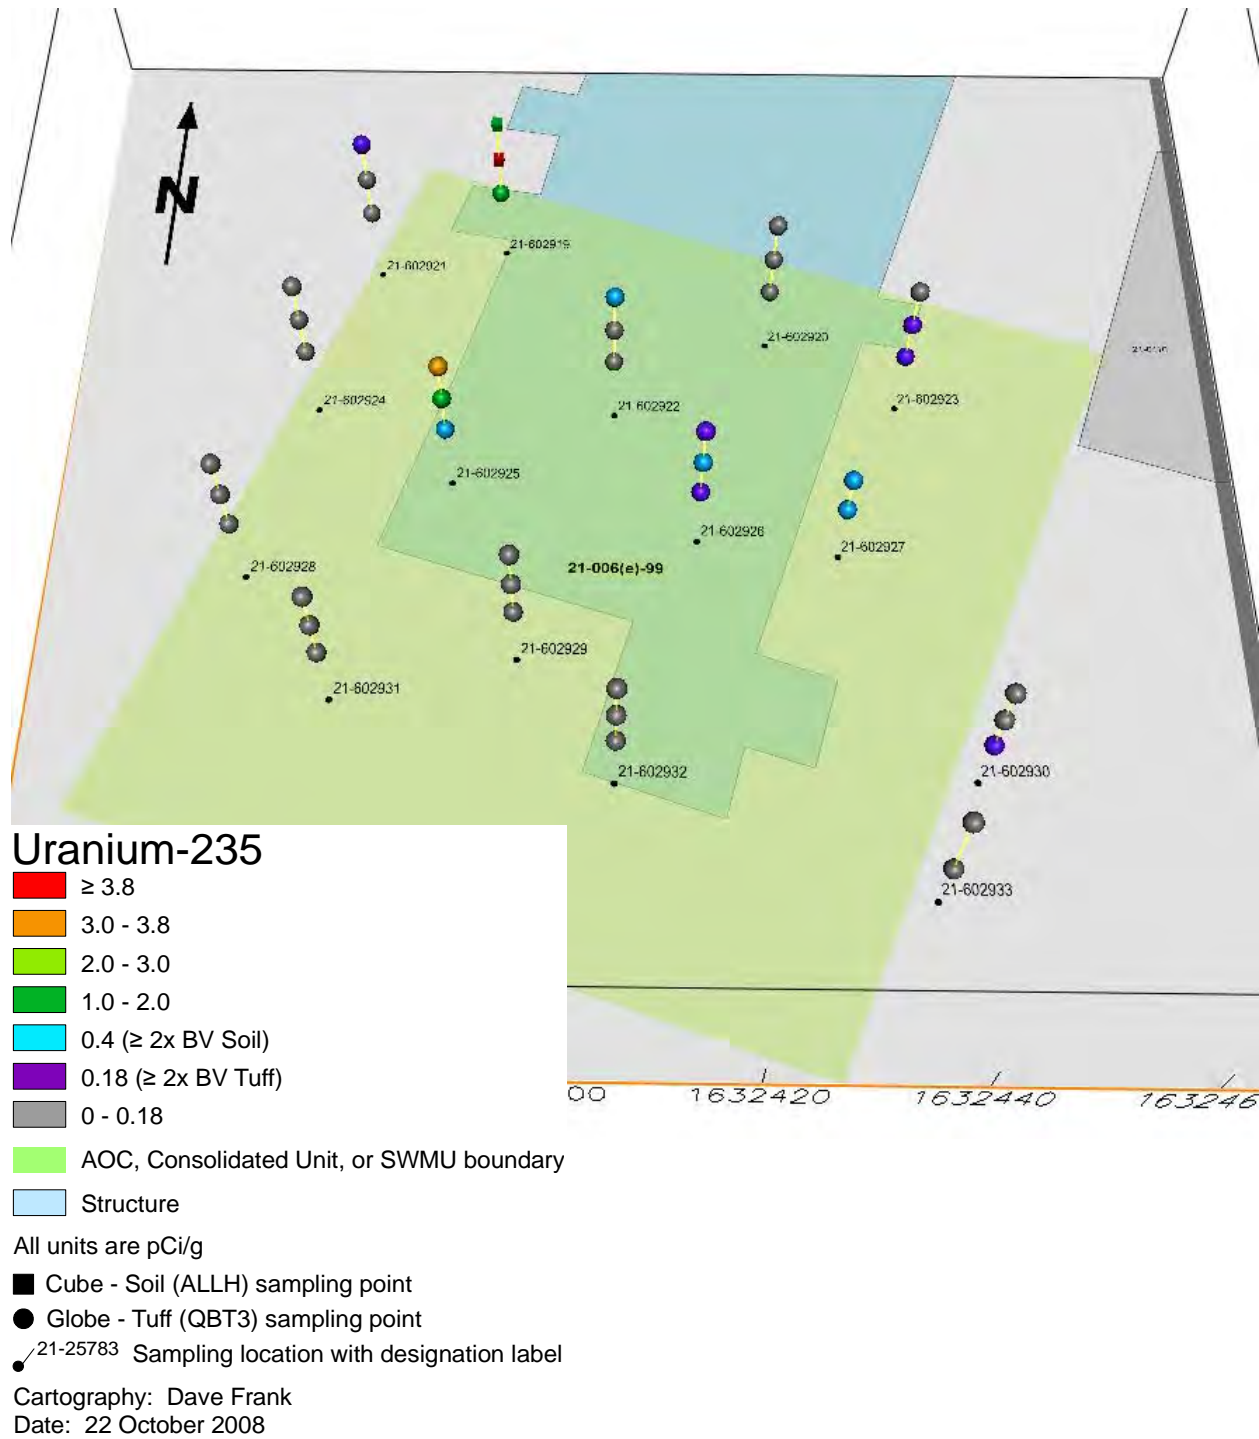 N
21-602919
21-602921
21-602920
21-602924
21 602922
21-602923
21-602925
21-602926
21-602927
21-006(e)-99
21-602928
21-602929
21-602931
21-602932
21-602930
21-602933
Uranium-235
≥ 3.8
3.0 - 3.8
2.0 - 3.0
1.0 - 2.0
0.4 (≥ 2x BV Soil)
0.18 (≥ 2x BV Tuff)
0 - 0.18
00 1632420 1632440 163246
AOC, Consolidated Unit, or SWMU boundary
Structure
All units are pCi/g
Cube - Soil (ALLH) sampling point
Globe - Tuff (QBT3) sampling point
21-25783 Sampling location with designation label
Cartography: Dave Frank
Date: 22 October 2008